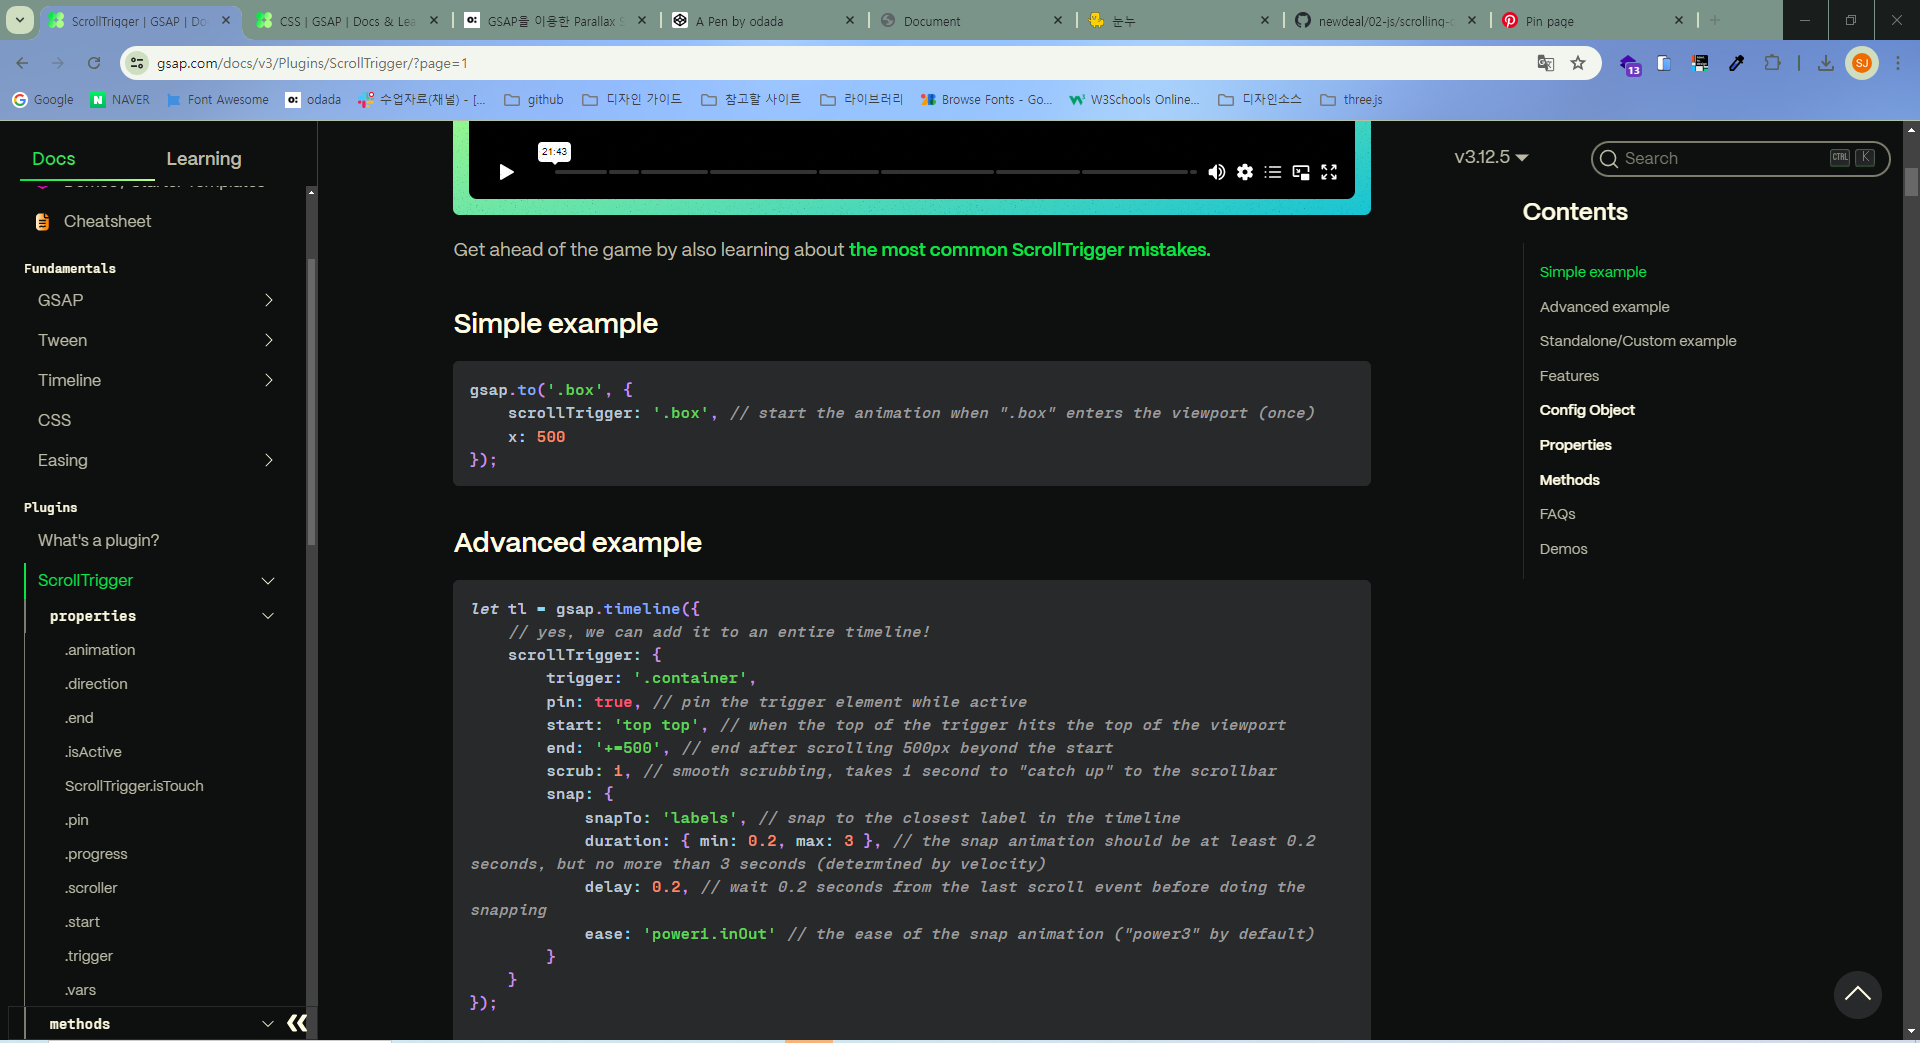 ScrollTrigger | GSAP | Do
CSS | GSAP | Docs & Lea
GSAP을 이용한 Parallax S
A Pen by odada
Document
눈누
newdeal/02-js/scrolling-c
Pin page
gsap.com/docs/v3/Plugins/ScrollTrigger/?page=1
13
SJ
Google
NAVER
Font Awesome
odada
수업자료(채널) - [...
github
디자인 가이드
참고할 사이트
라이브러리
Browse Fonts - Go...
W3Schools Online...
디자인소스
three.js
Docs
Learning
Demos / Starter Templates
Cheatsheet
Fundamentals
GSAP
Tween
Timeline
CSS
Easing
Plugins
What's a plugin?
ScrollTrigger
properties
.animation
.direction
.end
.isActive
ScrollTrigger.isTouch
.pin
.progress
.scroller
.start
.trigger
.vars
methods
21:43
Get ahead of the game by also learning about the most common ScrollTrigger mistakes.
Simple example
gsap.to('.box', {
scrollTrigger: '.box', // start the animation when ".box" enters the viewport (once)
x: 500
});
Advanced example
let tl = gsap.timeline({
// yes, we can add it to an entire timeline!
scrollTrigger: {
trigger: '.container',
pin: true, // pin the trigger element while active
start: 'top top', // when the top of the trigger hits the top of the viewport
end: '+=500', // end after scrolling 500px beyond the start
scrub: 1, // smooth scrubbing, takes 1 second to "catch up" to the scrollbar
snap: {
snapTo: 'labels', // snap to the closest label in the timeline
duration: { min: 0.2, max: 3 }, // the snap animation should be at least 0.2
seconds, but no more than 3 seconds (determined by velocity)
delay: 0.2, // wait 0.2 seconds from the last scroll event before doing the
snapping
ease: 'power1.inOut' // the ease of the snap animation ("power3" by default)
}
}
});
v3.12.5
Search
CTRL K
Contents
Simple example
Advanced example
Standalone/Custom example
Features
Config Object
Properties
Methods
FAQs
Demos